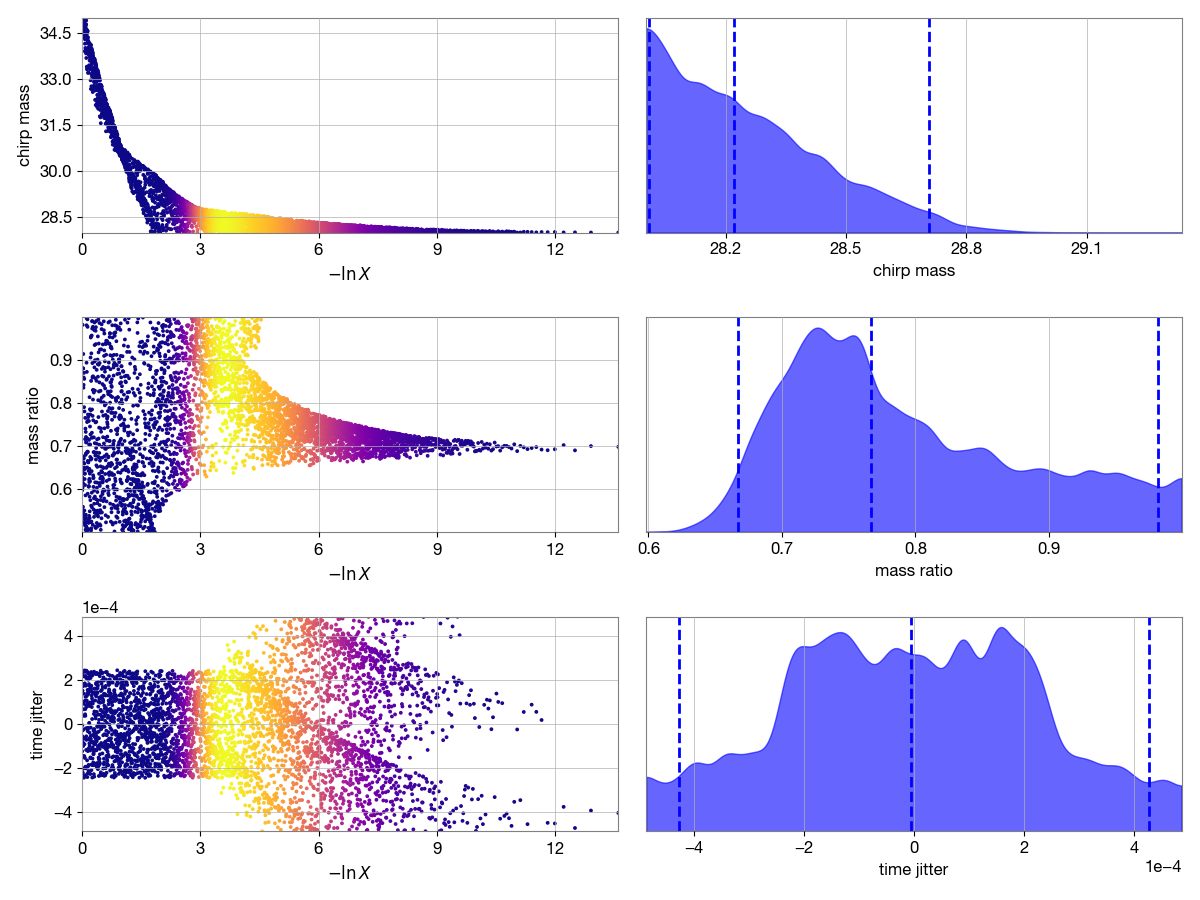 34.5
33.0
31.5
30.0
28.5
chirp mass
0 3 6 9 12
−ln X
28.2 28.5 28.8 29.1
chirp mass
0.9
0.8
0.7
0.6
mass ratio
0 3 6 9 12
−ln X
0.6 0.7 0.8 0.9
mass ratio
1e−4
4
2
0
−2
−4
time jitter
0 3 6 9 12
−ln X
−4 −2 0 2 4
1e−4
time jitter